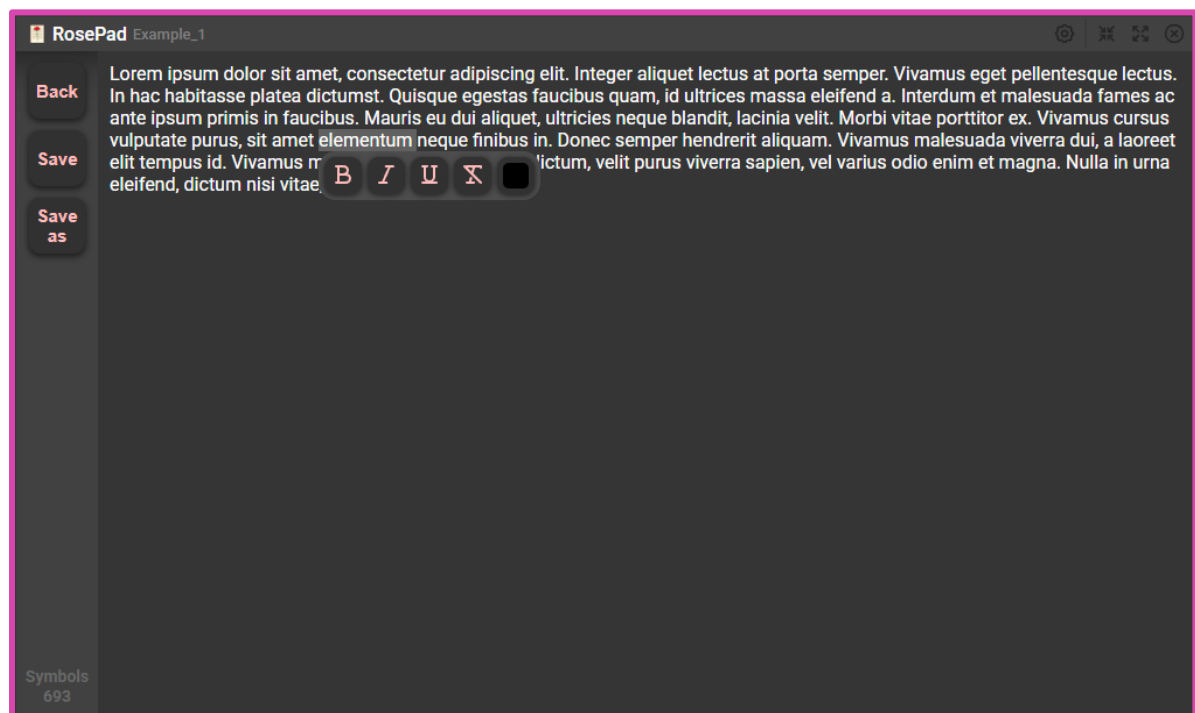 RosePad Example_1
Back
Save
Save
as
Lorem ipsum dolor sit amet, consectetur adipiscing elit. Integer aliquet lectus at porta semper. Vivamus eget pellentesque lectus.
In hac habitasse platea dictumst. Quisque egestas faucibus quam, id ultrices massa eleifend a. Interdum et malesuada fames ac
ante ipsum primis in faucibus. Mauris eu dui aliquet, ultricies neque blandit, lacinia velit. Morbi vitae porttitor ex. Vivamus cursus
vulputate purus, sit amet elementum neque finibus in. Donec semper hendrerit aliquam. Vivamus malesuada viverra dui, a laoreet
elit tempus id. Vivamus velit purus viverra sapien, vel varius odio enim et magna. Nulla in urna
eleifend, dictum nisi vitae,
B I U X
Symbols
693